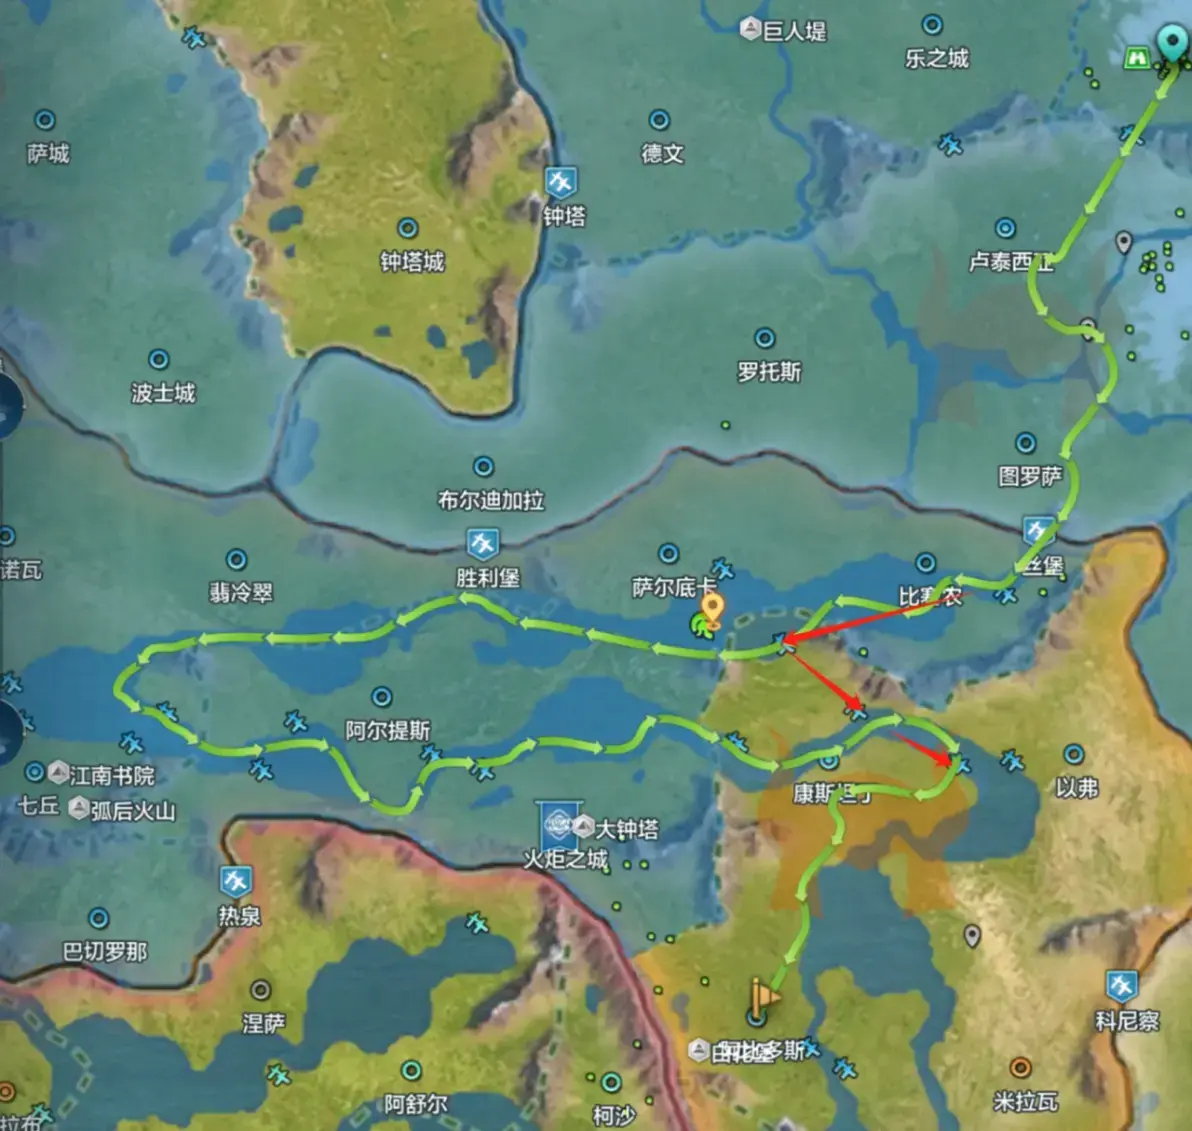 巨人堤
乐之城
萨城
德文
钟塔
钟塔城
卢泰西亚
罗托斯
波士城
图罗萨
布尔迪加拉
丝堡
诺瓦
翡冷翠
胜利堡
萨尔底卡
比赛农
阿尔提斯
江南书院
七丘
弧后火山
康斯坦丁
以弗
大钟塔
火炬之城
热泉
巴切罗那
涅萨
科尼察
阿舒尔
柯沙
米拉瓦
拉布